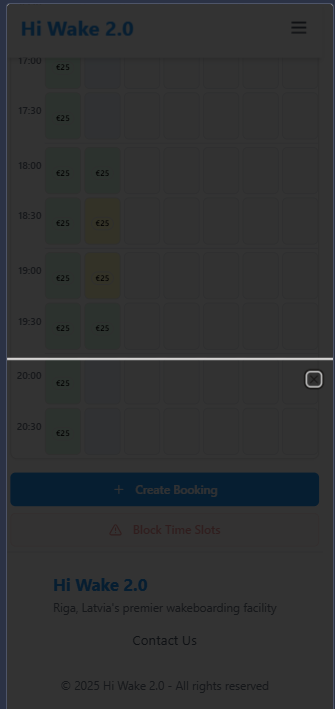 Hi Wake 2.0
17:00 €25
17:30 €25
18:00 €25 €25
18:30 €25 €25
19:00 €25 €25
19:30 €25 €25
20:00 €25
20:30 €25
+ Create Booking
Block Time Slots
Hi Wake 2.0
Riga, Latvia's premier wakeboarding facility
Contact Us
© 2025 Hi Wake 2.0 - All rights reserved